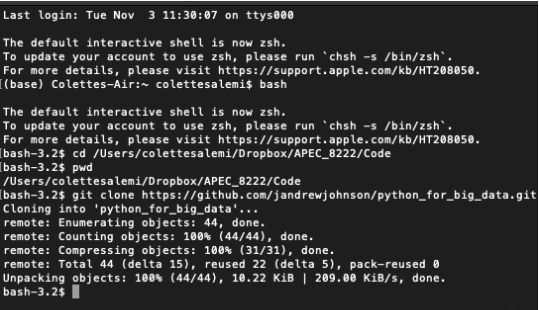 Last login: Tue Nov  3 11:30:07 on ttys000

The default interactive shell is now zsh.
To update your account to use zsh, please run `chsh -s /bin/zsh`.
For more details, please visit https://support.apple.com/kb/HT208050.
[(base) Colettes-Air:~ colettesalemi$ bash

The default interactive shell is now zsh.
To update your account to use zsh, please run `chsh -s /bin/zsh`.
For more details, please visit https://support.apple.com/kb/HT208050.
[bash-3.2$ cd /Users/colettesalemi/Dropbox/APEC_8222/Code
[bash-3.2$ pwd
/Users/colettesalemi/Dropbox/APEC_8222/Code
[bash-3.2$ git clone https://github.com/jandrewjohnson/python_for_big_data.git
Cloning into 'python_for_big_data'...
remote: Enumerating objects: 44, done.
remote: Counting objects: 100% (44/44), done.
remote: Compressing objects: 100% (31/31), done.
remote: Total 44 (delta 15), reused 22 (delta 5), pack-reused 0
Unpacking objects: 100% (44/44), 10.22 KiB | 209.00 KiB/s, done.
bash-3.2$